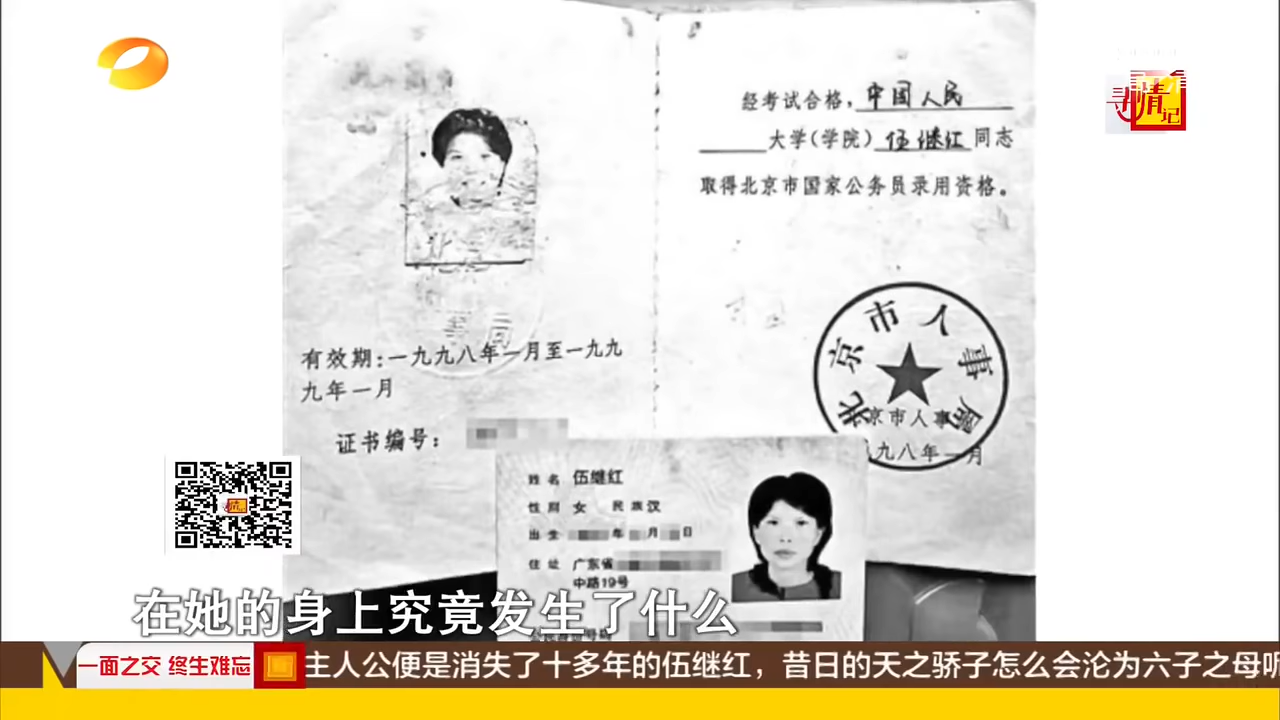 寻情记
经考试合格，中国人民
大学(学院)伍继红同志
取得北京市国家公务员录用资格。
有效期:一九九八年一月至一九九
九年一月
证书编号:
北京市人事局
京市人事
八年一月
姓名 伍继红
性别 女 民族 汉
出生 年 月 日
住址 广东省
中路19号
在她的身上究竟发生了什么
一面之交 终生难忘
主人公便是消失了十多年的伍继红，昔日的天之骄子怎么会沦为六子之母呢